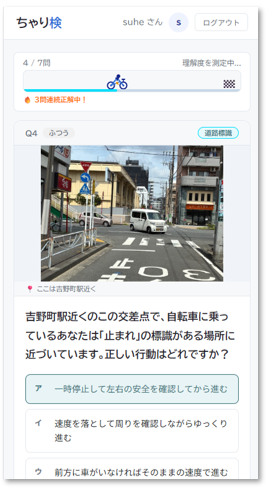 ちゃり検
suhe さん
S
ログアウト
4 / 7問
理解度を測定中...
🔥 3問連続正解中！
Q4
ふつう
道路標識
📍 ここは吉野町駅近く
吉野町駅近くのこの交差点で、自転車に乗っ
ているあなたは「止まれ」の標識がある場所に
近づいています。正しい行動はどれですか？
ア
一時停止して左右の安全を確認してから進む
イ
速度を落として周りを確認しながらゆっくり
進む
ウ
前方に車がいなければそのままの速度で進む